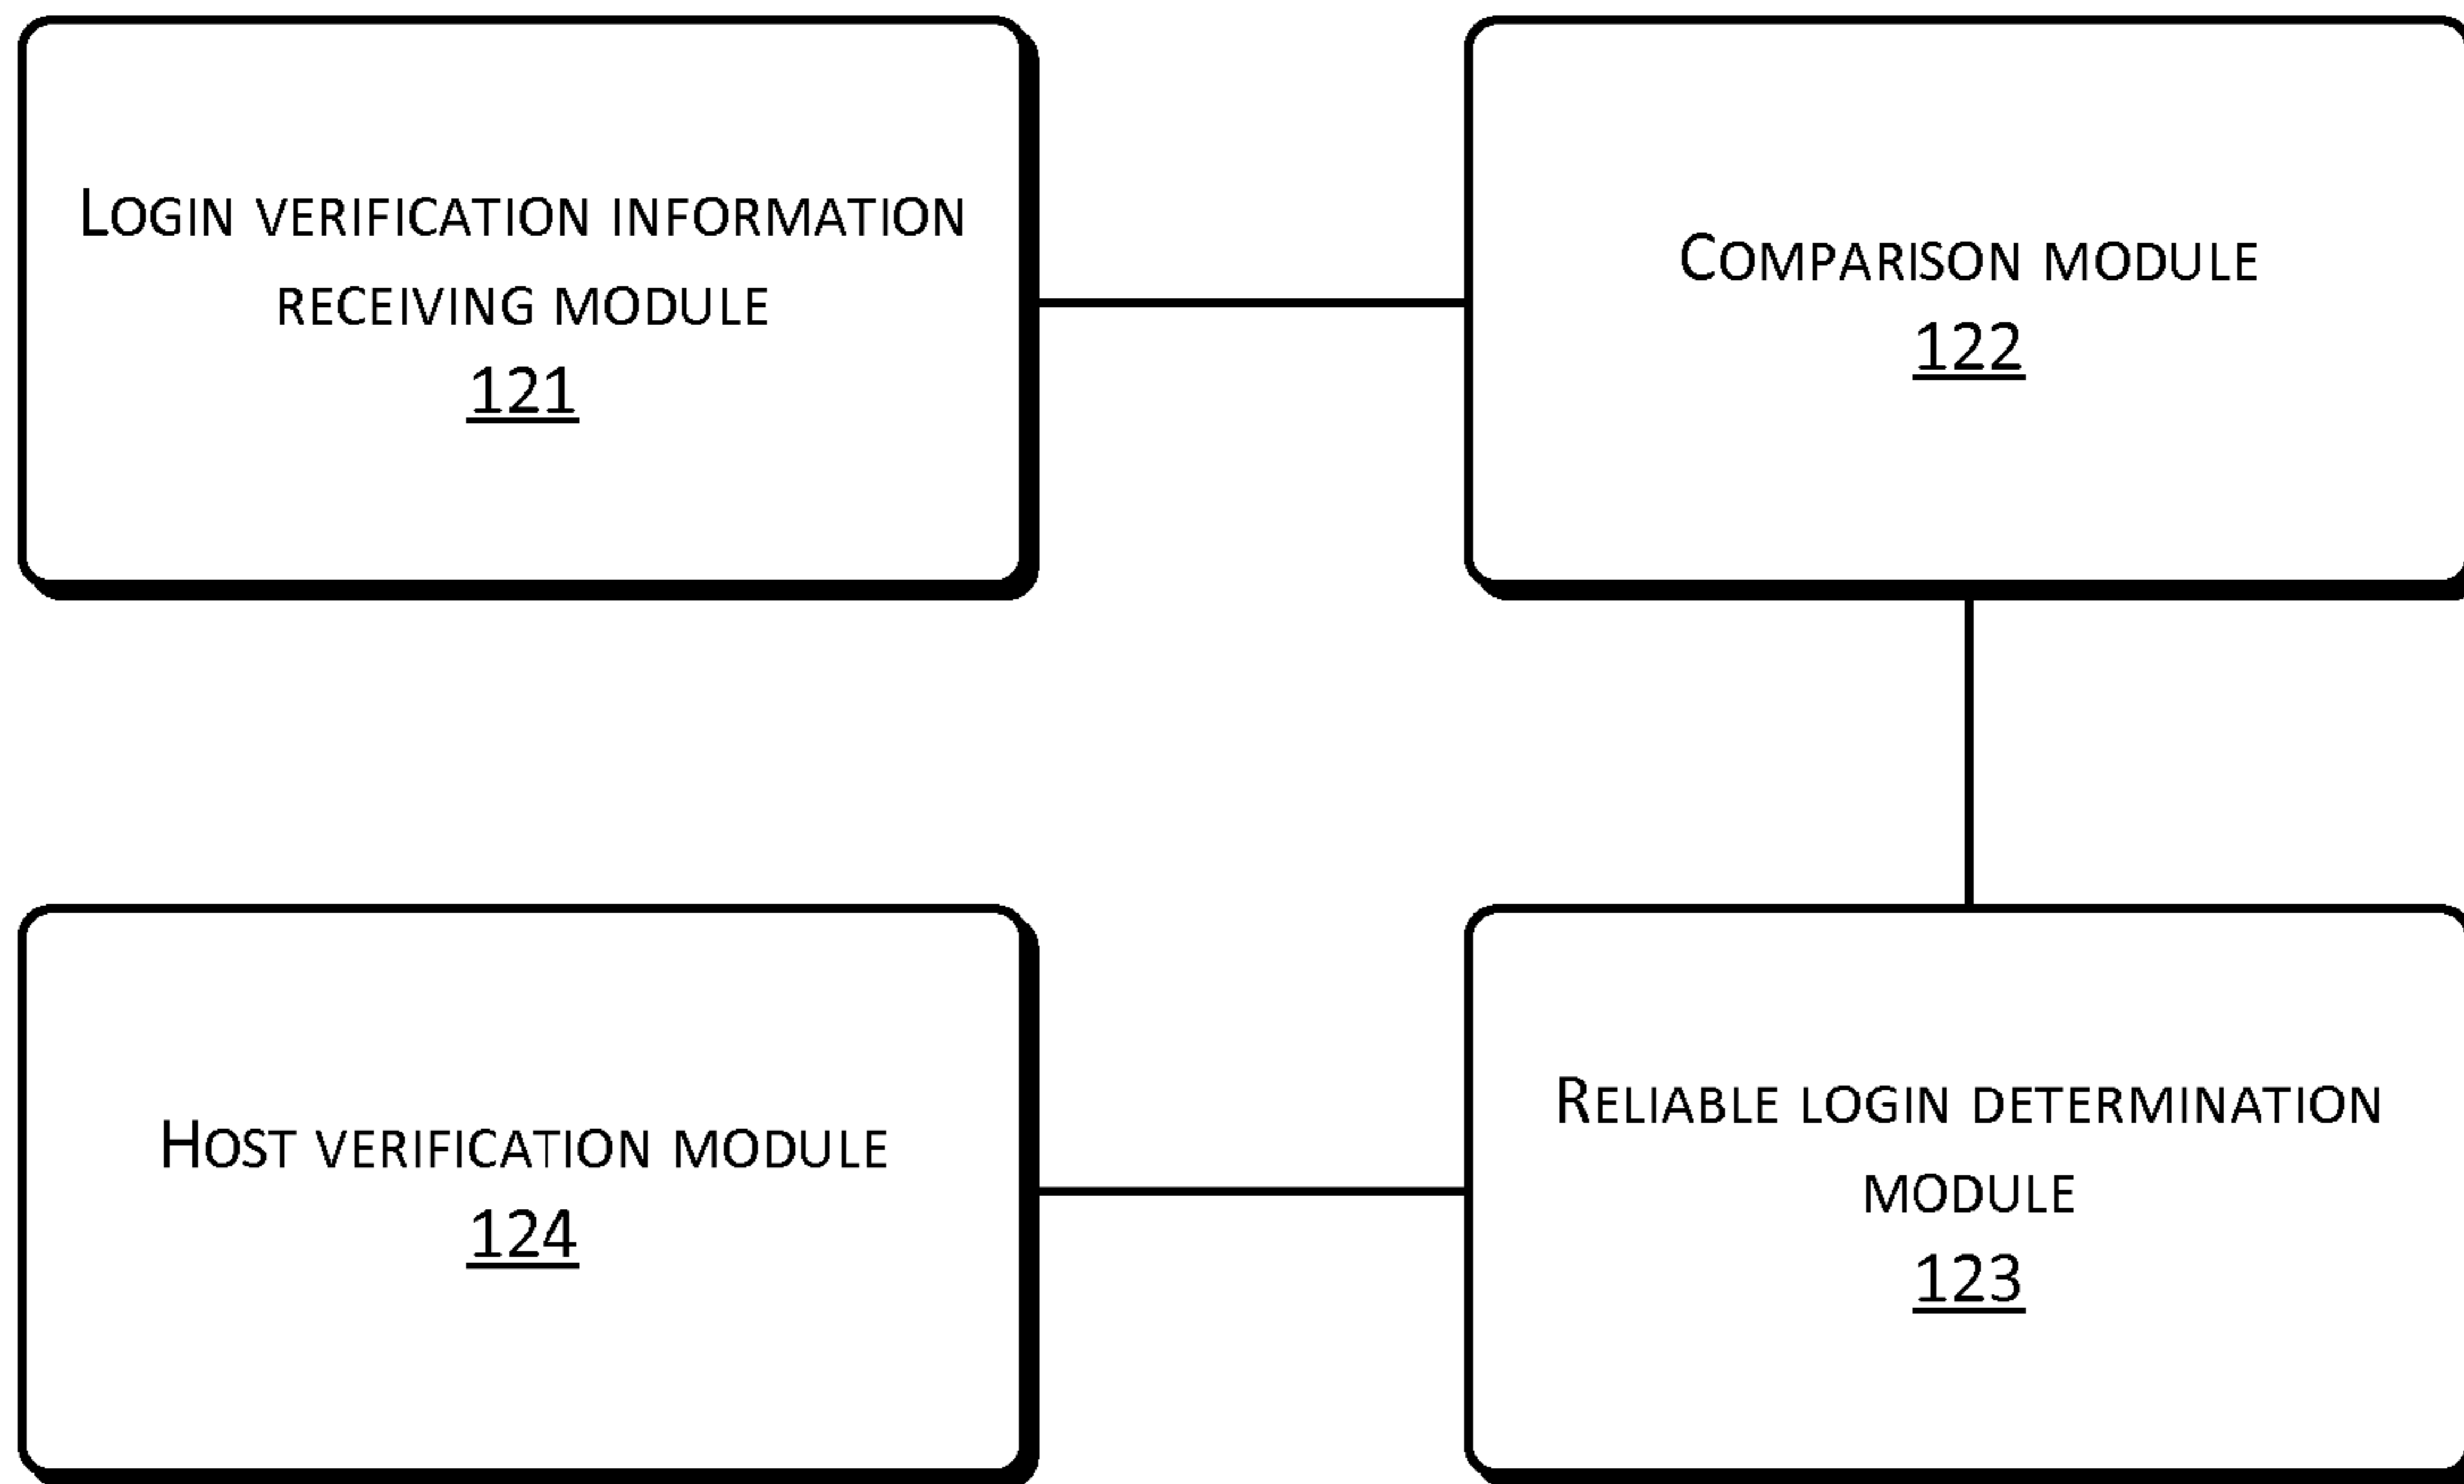 LOGIN VERIFICATION INFORMATION
RECEIVING MODULE
121
COMPARISON MODULE
122
HOST VERIFICATION MODULE
124
RELIABLE LOGIN DETERMINATION
MODULE
123